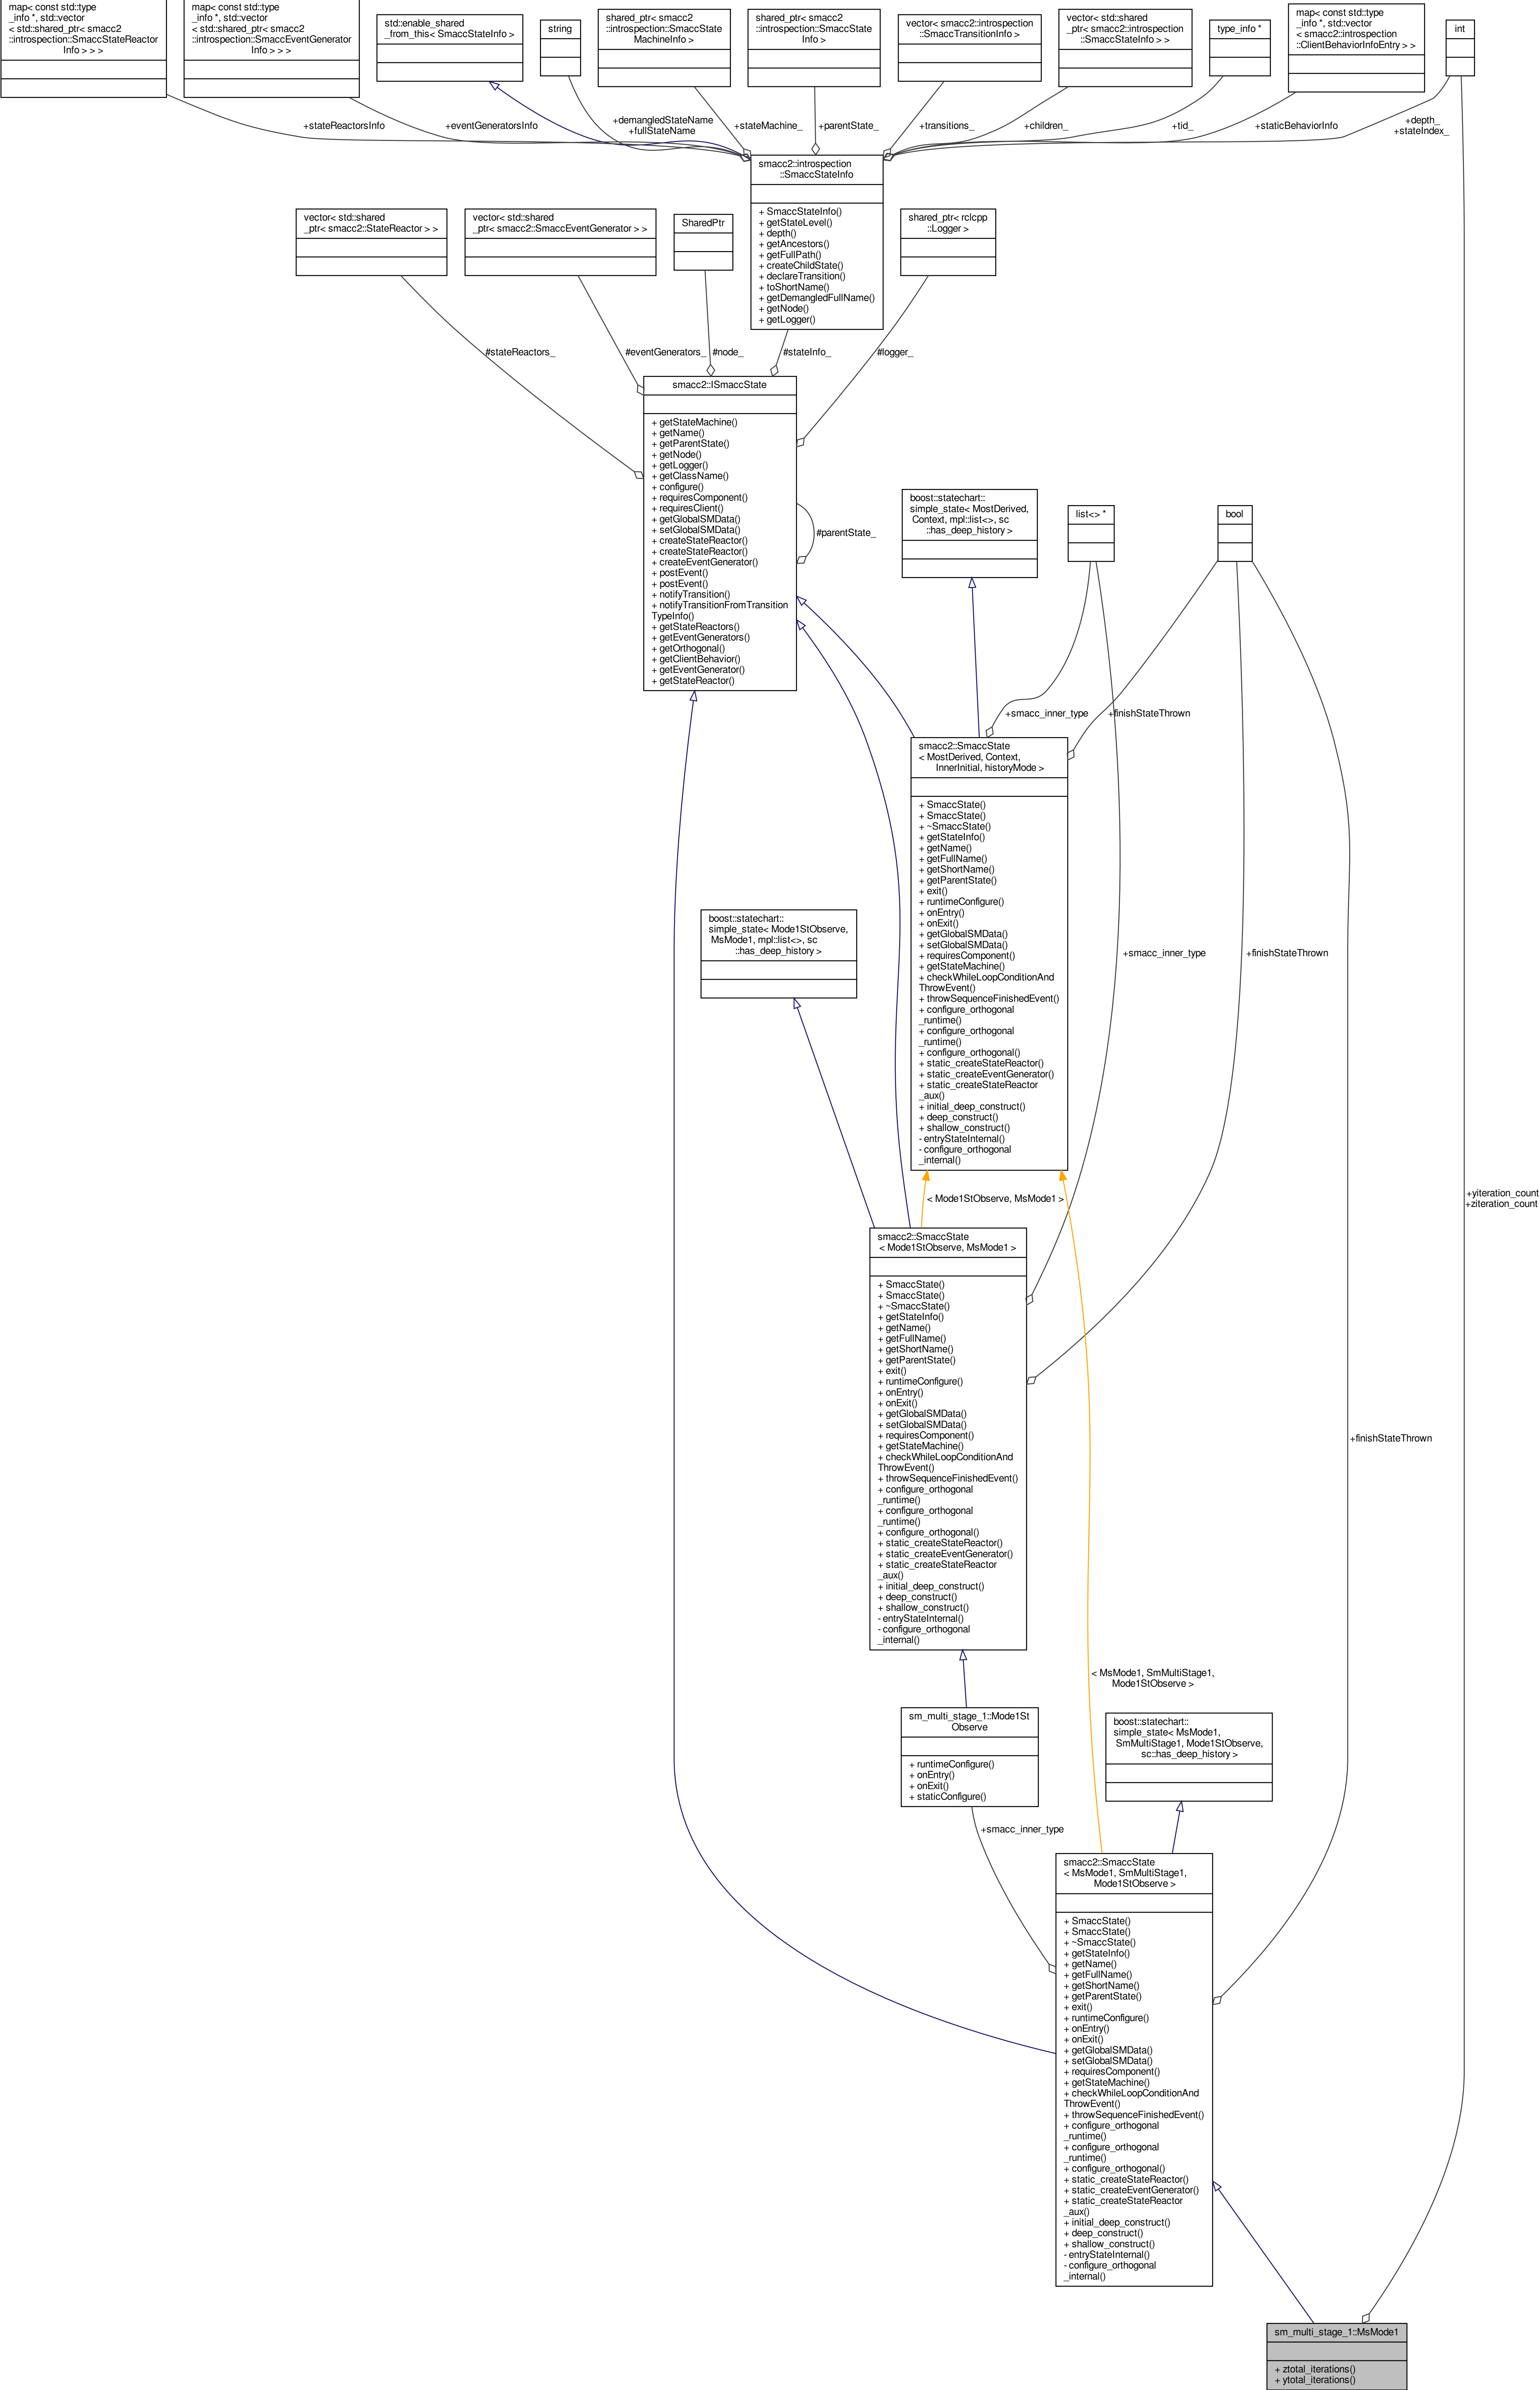 map< const std::type
_info *, std::vector
< std::shared_ptr< smacc2
::introspection::SmaccStateReactor
Info > > >
map< const std::type
_info *, std::vector
< std::shared_ptr< smacc2
::introspection::SmaccEventGenerator
Info > > >
std::enable_shared
_from_this< SmaccStateInfo >
string
shared_ptr< smacc2
::introspection::SmaccState
MachineInfo >
shared_ptr< smacc2
::introspection::SmaccState
Info >
vector< smacc2::introspection
::SmaccTransitionInfo >
vector< std::shared
_ptr< smacc2::introspection
::SmaccStateInfo > >
type_info *
map< const std::type
_info *, std::vector
< smacc2::introspection
::ClientBehaviorInfoEntry > >
int
+stateReactorsInfo
+eventGeneratorsInfo
+demangledStateName
+fullStateName
+stateMachine_
+parentState_
+transitions_
+children_
+tid_
+staticBehaviorInfo
+depth_
+stateIndex_
smacc2::introspection
::SmaccStateInfo
+ SmaccStateInfo()
+ getStateLevel()
+ depth()
+ getAncestors()
+ getFullPath()
+ createChildState()
+ declareTransition()
+ toShortName()
+ getDemangledFullName()
+ getNode()
+ getLogger()
vector< std::shared
_ptr< smacc2::StateReactor > >
vector< std::shared
_ptr< smacc2::SmaccEventGenerator > >
SharedPtr
shared_ptr< rclcpp
::Logger >
#stateReactors_
#eventGenerators_
#node_
#stateInfo_
#logger_
smacc2::ISmaccState
+ getStateMachine()
+ getName()
+ getParentState()
+ getNode()
+ getLogger()
+ getClassName()
+ configure()
+ requiresComponent()
+ requiresClient()
+ getGlobalSMData()
+ setGlobalSMData()
+ createStateReactor()
+ createStateReactor()
+ createEventGenerator()
+ postEvent()
+ postEvent()
+ notifyTransition()
+ notifyTransitionFromTransition
TypeInfo()
+ getStateReactors()
+ getEventGenerators()
+ getOrthogonal()
+ getClientBehavior()
+ getEventGenerator()
+ getStateReactor()
#parentState_
boost::statechart::
simple_state< MostDerived,
Context, mpl::list<>, sc
::has_deep_history >
list<> *
bool
+smacc_inner_type
+finishStateThrown
smacc2::SmaccState
< MostDerived, Context,
InnerInitial, historyMode >
+ SmaccState()
+ SmaccState()
+ ~SmaccState()
+ getStateInfo()
+ getName()
+ getFullName()
+ getShortName()
+ getParentState()
+ exit()
+ runtimeConfigure()
+ onEntry()
+ onExit()
+ getGlobalSMData()
+ setGlobalSMData()
+ requiresComponent()
+ getStateMachine()
+ checkWhileLoopConditionAnd
ThrowEvent()
+ throwSequenceFinishedEvent()
+ configure_orthogonal
_runtime()
+ configure_orthogonal
_runtime()
+ configure_orthogonal()
+ static_createStateReactor()
+ static_createEventGenerator()
+ static_createStateReactor
_aux()
+ initial_deep_construct()
+ deep_construct()
+ shallow_construct()
- entryStateInternal()
- configure_orthogonal
_internal()
boost::statechart::
simple_state< Mode1StObserve,
MsMode1, mpl::list<>, sc
::has_deep_history >
+smacc_inner_type
+finishStateThrown
< Mode1StObserve, MsMode1 >
+yiteration_count
+ziteration_count
smacc2::SmaccState
< Mode1StObserve, MsMode1 >
+ SmaccState()
+ SmaccState()
+ ~SmaccState()
+ getStateInfo()
+ getName()
+ getFullName()
+ getShortName()
+ getParentState()
+ exit()
+ runtimeConfigure()
+ onEntry()
+ onExit()
+ getGlobalSMData()
+ setGlobalSMData()
+ requiresComponent()
+ getStateMachine()
+ checkWhileLoopConditionAnd
ThrowEvent()
+ throwSequenceFinishedEvent()
+ configure_orthogonal
_runtime()
+ configure_orthogonal
_runtime()
+ configure_orthogonal()
+ static_createStateReactor()
+ static_createEventGenerator()
+ static_createStateReactor
_aux()
+ initial_deep_construct()
+ deep_construct()
+ shallow_construct()
- entryStateInternal()
- configure_orthogonal
_internal()
+finishStateThrown
< MsMode1, SmMultiStage1,
Mode1StObserve >
sm_multi_stage_1::Mode1St
Observe
+ runtimeConfigure()
+ onEntry()
+ onExit()
+ staticConfigure()
boost::statechart::
simple_state< MsMode1,
SmMultiStage1, Mode1StObserve,
sc::has_deep_history >
+smacc_inner_type
smacc2::SmaccState
< MsMode1, SmMultiStage1,
Mode1StObserve >
+ SmaccState()
+ SmaccState()
+ ~SmaccState()
+ getStateInfo()
+ getName()
+ getFullName()
+ getShortName()
+ getParentState()
+ exit()
+ runtimeConfigure()
+ onEntry()
+ onExit()
+ getGlobalSMData()
+ setGlobalSMData()
+ requiresComponent()
+ getStateMachine()
+ checkWhileLoopConditionAnd
ThrowEvent()
+ throwSequenceFinishedEvent()
+ configure_orthogonal
_runtime()
+ configure_orthogonal
_runtime()
+ configure_orthogonal()
+ static_createStateReactor()
+ static_createEventGenerator()
+ static_createStateReactor
_aux()
+ initial_deep_construct()
+ deep_construct()
+ shallow_construct()
- entryStateInternal()
- configure_orthogonal
_internal()
sm_multi_stage_1::MsMode1
+ ztotal_iterations()
+ ytotal_iterations()